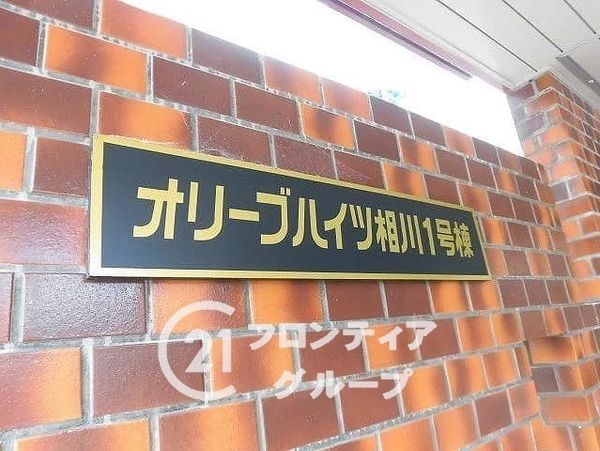 オリーブハイツ相川1号棟
21 フロンティア
グループ